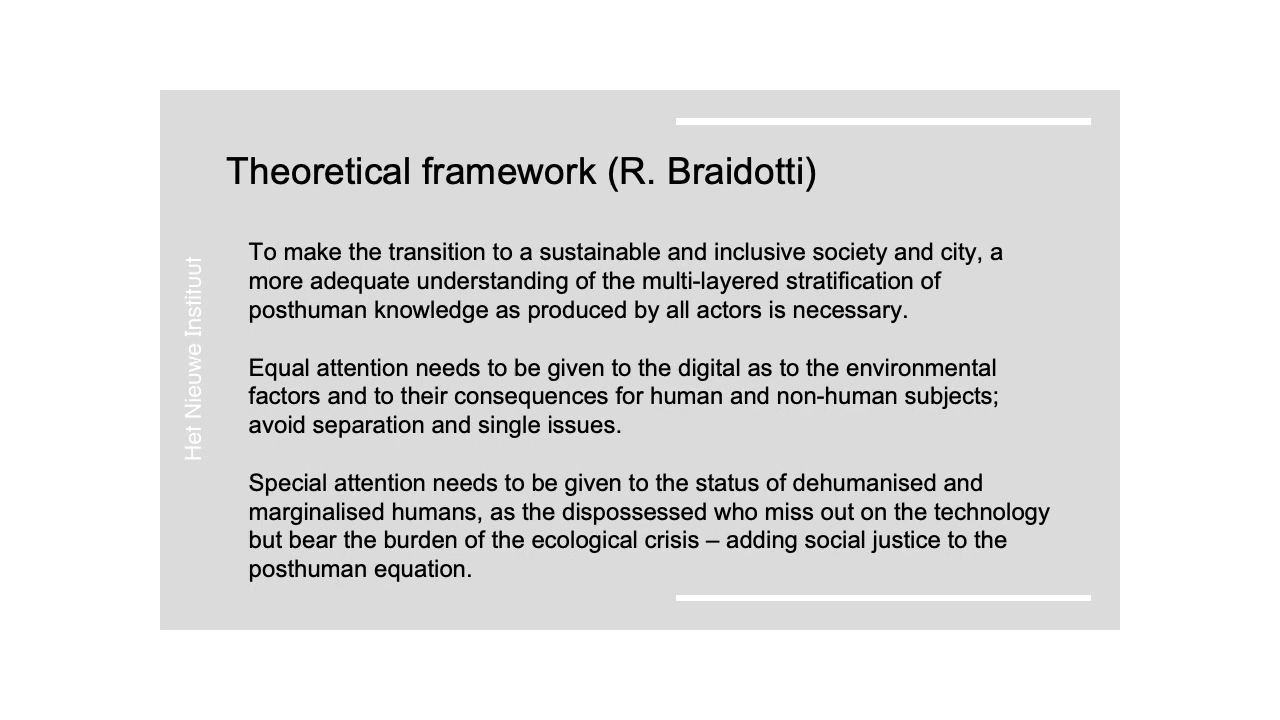 Theoretical framework (R. Braidotti)
To make the transition to a sustainable and inclusive society and city, a
more adequate understanding of the multi-layered stratification of
posthuman knowledge as produced by all actors is necessary.
Equal attention needs to be given to the digital as to the environmental
factors and to their consequences for human and non-human subjects;
avoid separation and single issues.
Special attention needs to be given to the status of dehumanised and
marginalised humans, as the dispossessed who miss out on the technology
but bear the burden of the ecological crisis – adding social justice to the
posthuman equation.
Het Nieuwe Instituut